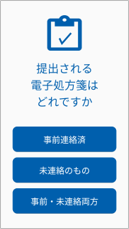 提出される
電子処方箋は
どれですか
事前連絡済
未連絡のもの
事前・未連絡両方